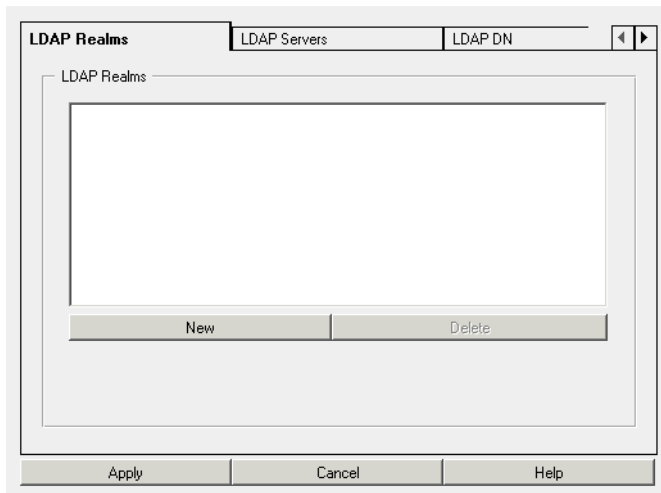 LDAP Realms LDAP Servers LDAP DN
LDAP Realms
New Delete
Apply Cancel Help